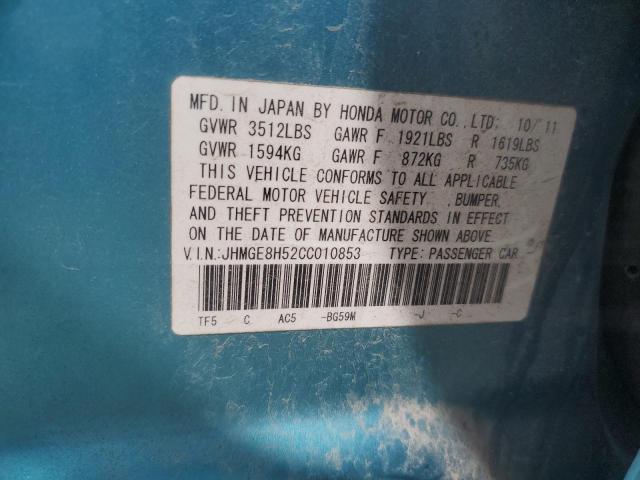 MFD. IN JAPAN BY HONDA MOTOR CO., LTD; 10/'11
GVWR 3512LBS GAWR F 1921LBS R 1619LBS
GVWR 1594KG GAWR F 872KG R 735KG
THIS VEHICLE CONFORMS TO ALL APPLICABLE
FEDERAL MOTOR VEHICLE SAFETY , BUMPER,
AND THEFT PREVENTION STANDARDS IN EFFECT
ON THE DATE OF MANUFACTURE SHOWN ABOVE.
V.I.N.:JHMGE8H52CC010853 TYPE: PASSENGER CAR
TF5 C AC5 -BG59M -J -C